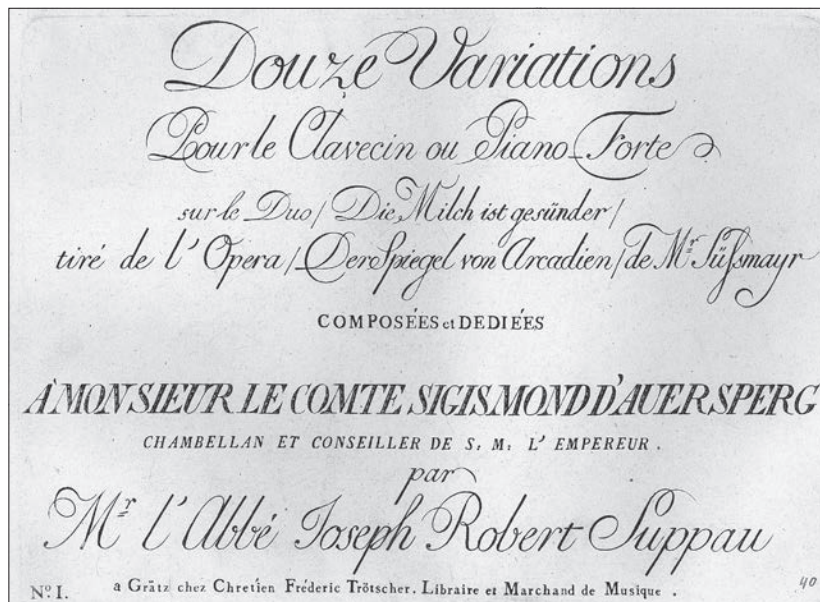 Douze Variations
Pour le Clavecin ou Piano-Forte
sur le Duo / Die Milch ist gesünder /
tiré de l'Opera / Der Spiegel von Arcadien / de Mr. Süßmayr
COMPOSÉES et DEDIÉES
À MONSIEUR LE COMTE SIGISMOND D'AUERSPERG
CHAMBELLAN ET CONSEILLER DE S: M: L'EMPEREUR.
par
Mr. l'Abbé Joseph Robert Suppau
No. I. a Grätz chez Chretien Fréderic Trötscher. Libraire et Marchand de Musique. 40